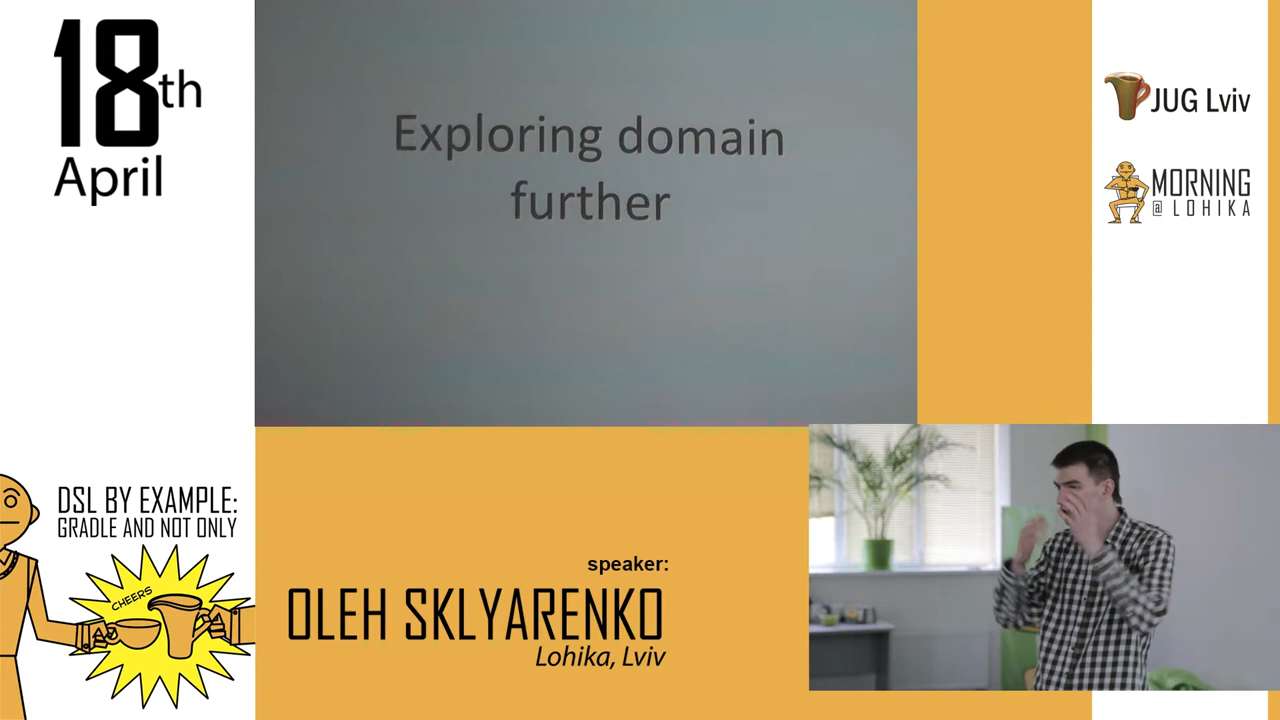 18th
April
Exploring domain
further
JUG Lviv
MORNING
@ LOHIKA
DSL BY EXAMPLE:
GRADLE AND NOT ONLY
CHEERS
speaker:
OLEH SKLYARENKO
Lohika, Lviv